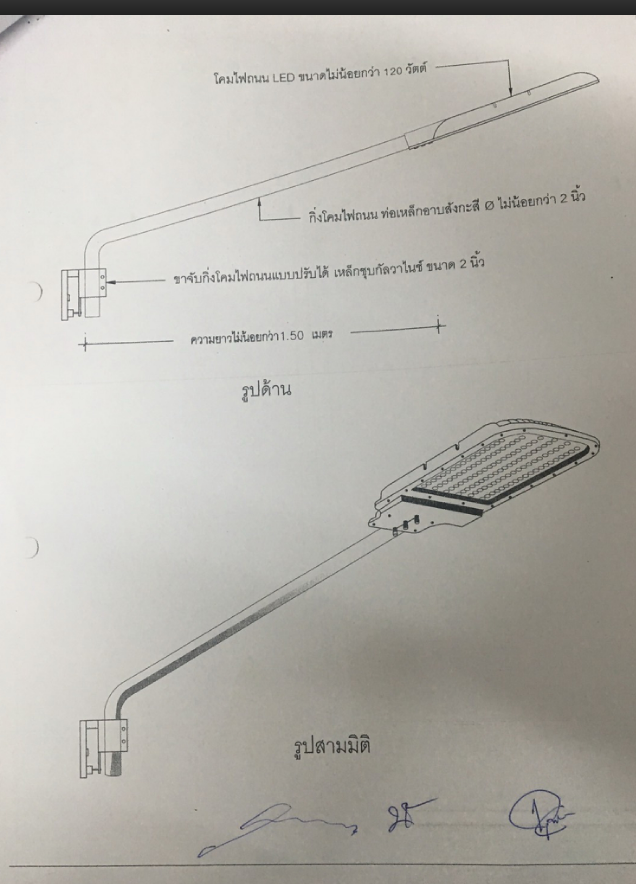 โคมไฟถนน LED ขนาดไม่น้อยกว่า 120 วัตต์
กิ่งโคมไฟถนน ท่อเหล็กอาบสังกะสี Ø ไม่น้อยกว่า 2 นิ้ว
ขาจับกิ่งโคมไฟถนนแบบปรับได้ เหล็กชุบกัลวาไนซ์ ขนาด 2 นิ้ว
ความยาวไม่น้อยกว่า 1.50 เมตร
รูปด้าน
รูปสามมิติ